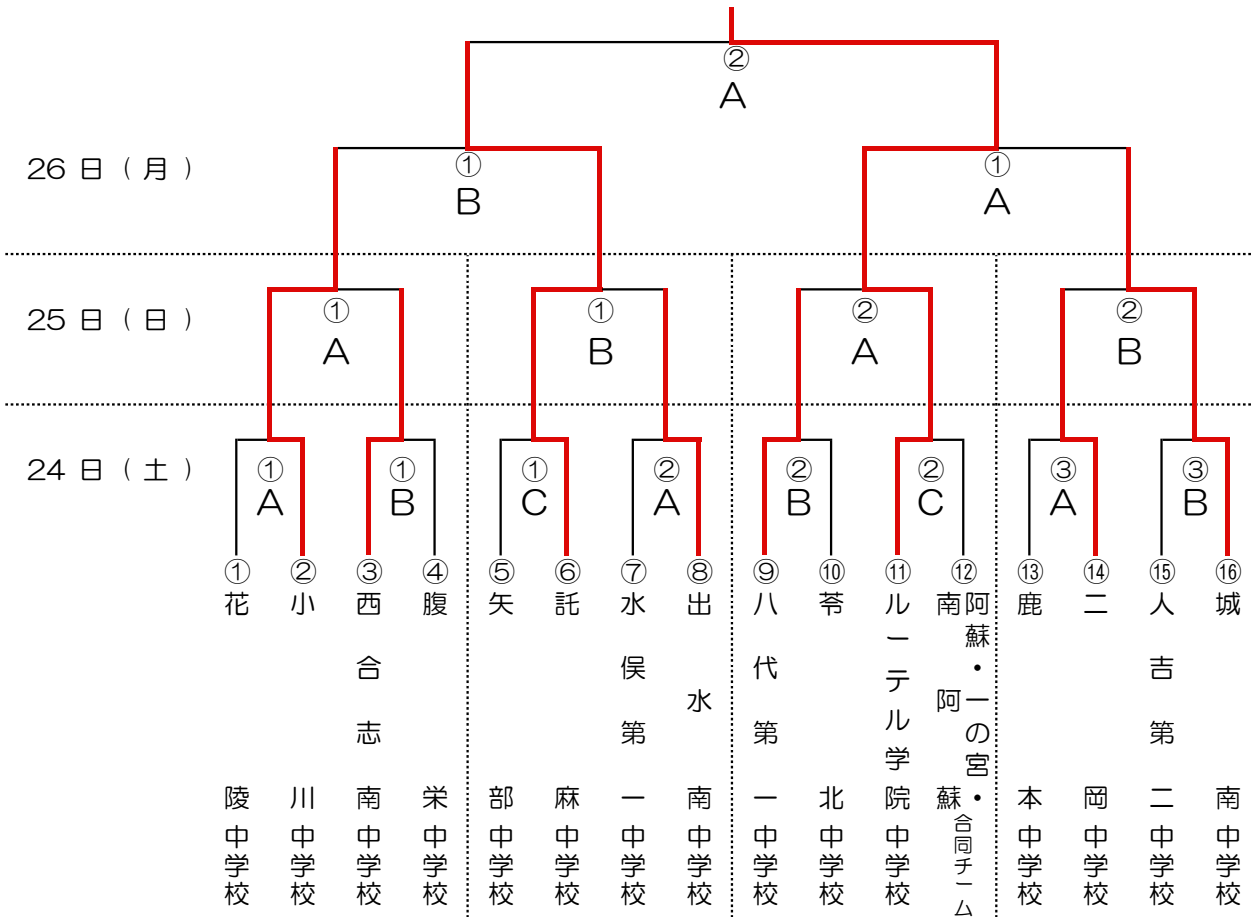 ②
A
26日(月)
①
B
①
A
25日(日)
①
A
①
B
②
A
②
B
24日(土)
①
A
①
B
①
C
②
A
②
B
②
C
③
A
③
B
①
花陵中学校
②
小川中学校
③
西合志南中学校
④
腹栄中学校
⑤
矢部中学校
⑥
託麻中学校
⑦
水俣第一中学校
⑧
出水南中学校
⑨
八代第一中学校
⑩
苓北中学校
⑪
ルーテル学院中学校
⑫
阿蘇・一の宮・
南阿蘇
合同チーム
⑬
鹿本中学校
⑭
二岡中学校
⑮
人吉第二中学校
⑯
城南中学校